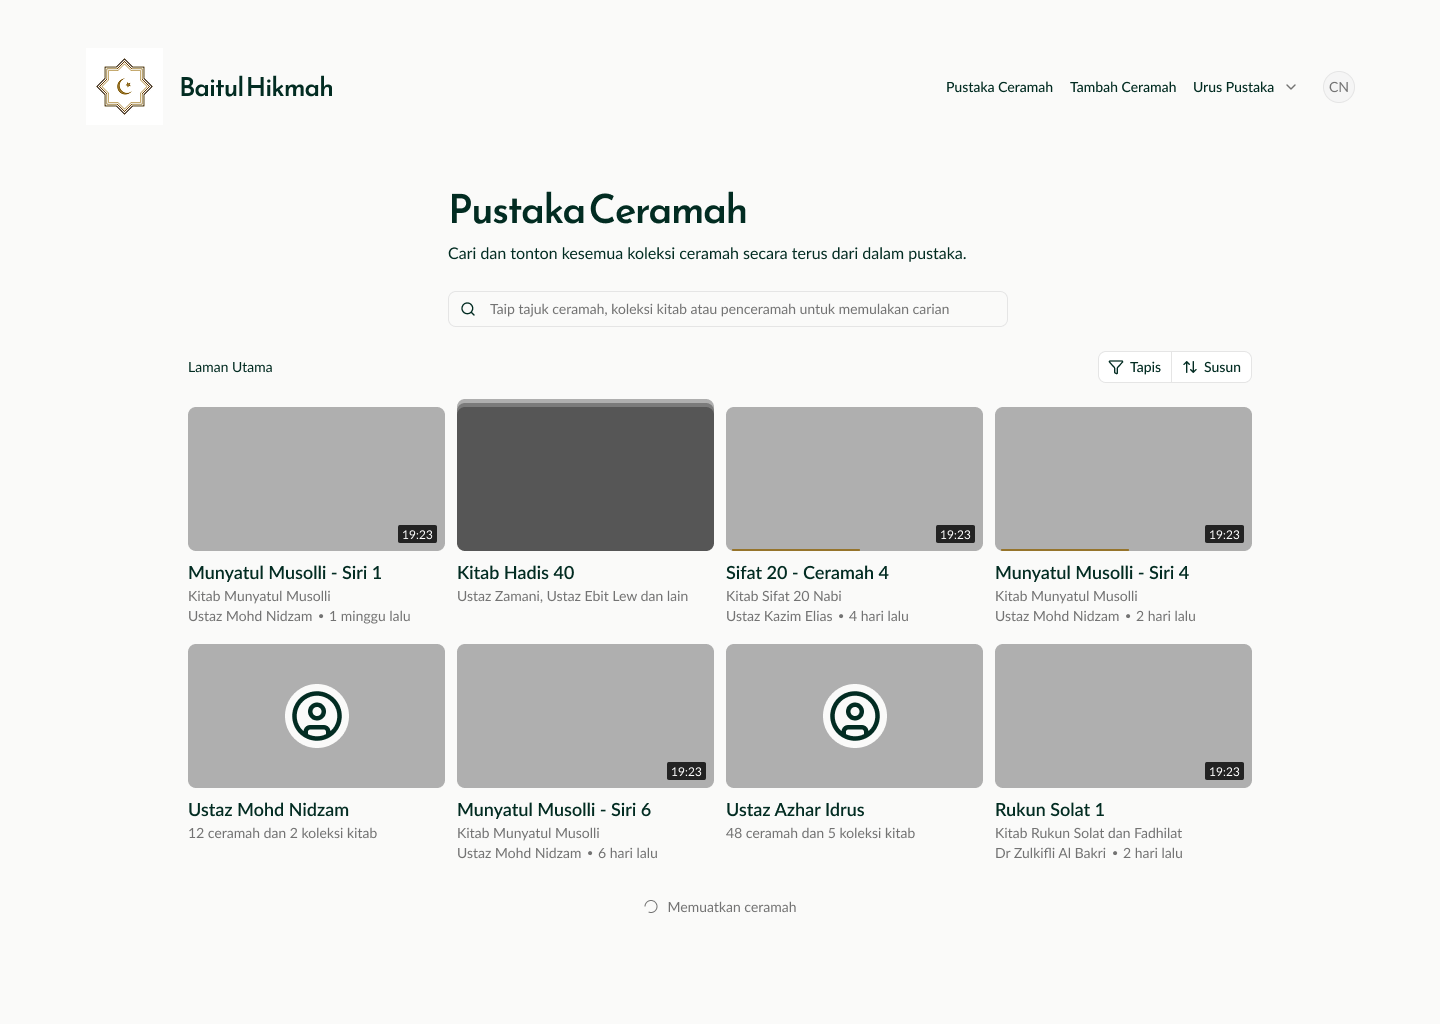 Baitul Hikmah
Pustaka Ceramah
Tambah Ceramah
Urus Pustaka
CN
Pustaka Ceramah
Cari dan tonton kesemua koleksi ceramah secara terus dari dalam pustaka.
Taip tajuk ceramah, koleksi kitab atau penceramah untuk memulakan carian
Laman Utama
Tapis
Susun
19:23
Munyatul Musolli - Siri 1
Kitab Munyatul Musolli
Ustaz Mohd Nidzam • 1 minggu lalu
Kitab Hadis 40
Ustaz Zamani, Ustaz Ebit Lew dan lain
19:23
Sifat 20 - Ceramah 4
Kitab Sifat 20 Nabi
Ustaz Kazim Elias • 4 hari lalu
19:23
Munyatul Musolli - Siri 4
Kitab Munyatul Musolli
Ustaz Mohd Nidzam • 2 hari lalu
Ustaz Mohd Nidzam
12 ceramah dan 2 koleksi kitab
19:23
Munyatul Musolli - Siri 6
Kitab Munyatul Musolli
Ustaz Mohd Nidzam • 6 hari lalu
Ustaz Azhar Idrus
48 ceramah dan 5 koleksi kitab
19:23
Rukun Solat 1
Kitab Rukun Solat dan Fadhilat
Dr Zulkifli Al Bakri • 2 hari lalu
Memuatkan ceramah